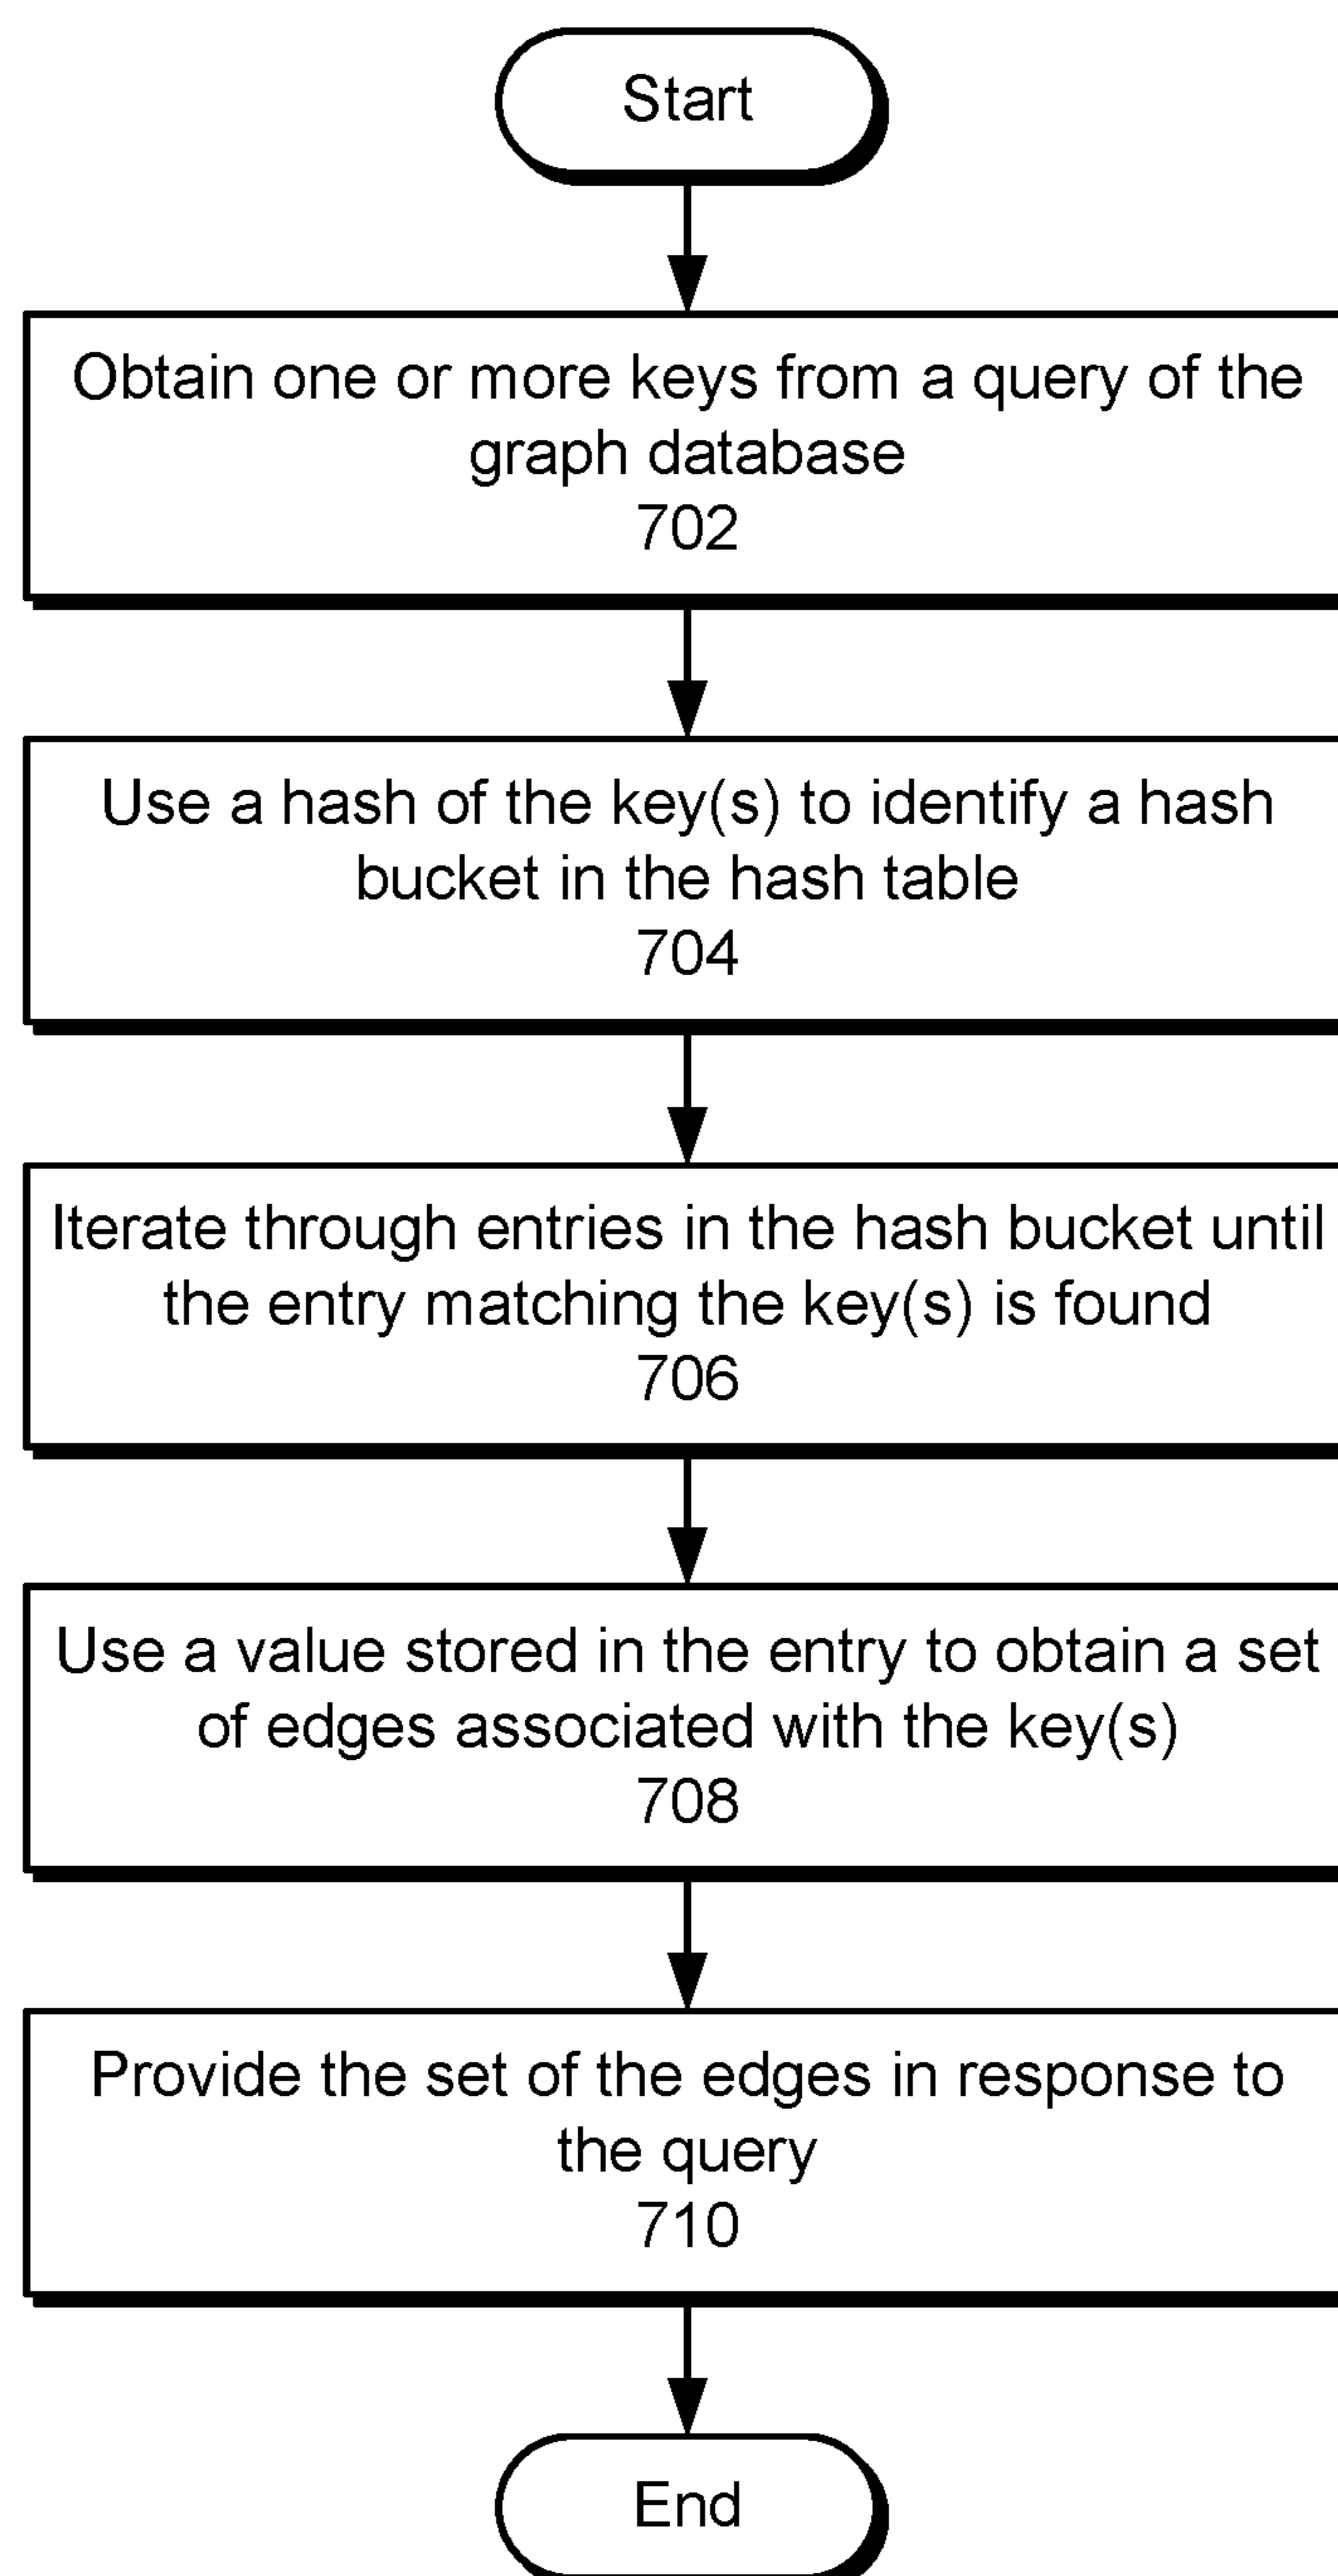 Start
Obtain one or more keys from a query of the
graph database
702
Use a hash of the key(s) to identify a hash
bucket in the hash table
704
Iterate through entries in the hash bucket until
the entry matching the key(s) is found
706
Use a value stored in the entry to obtain a set
of edges associated with the key(s)
708
Provide the set of the edges in response to
the query
710
End